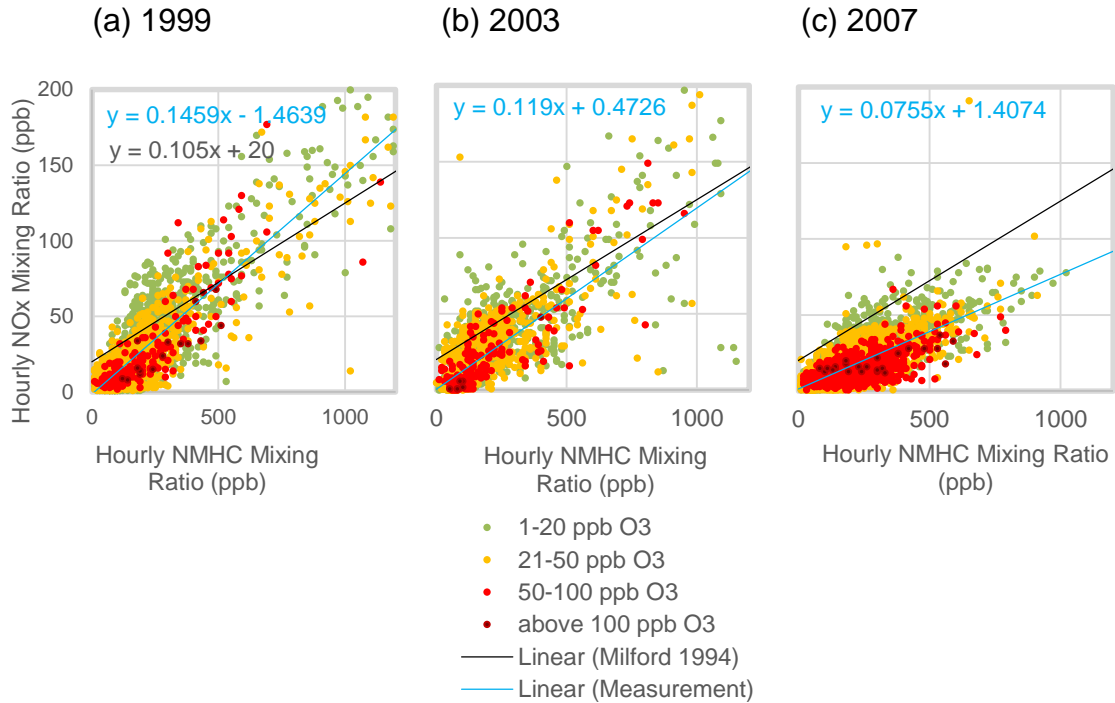 (a) 1999
(b) 2003
(c) 2007
Hourly NOx Mixing Ratio (ppb)
200
150
100
50
0
y = 0.1459x - 1.4639
y = 0.105x + 20
y = 0.119x + 0.4726
y = 0.0755x + 1.4074
0 500 1000
0 500 1000
0 500 1000
Hourly NMHC Mixing
Ratio (ppb)
Hourly NMHC Mixing
Ratio (ppb)
Hourly NMHC Mixing Ratio
(ppb)
1-20 ppb O3
21-50 ppb O3
50-100 ppb O3
above 100 ppb O3
Linear (Milford 1994)
Linear (Measurement)